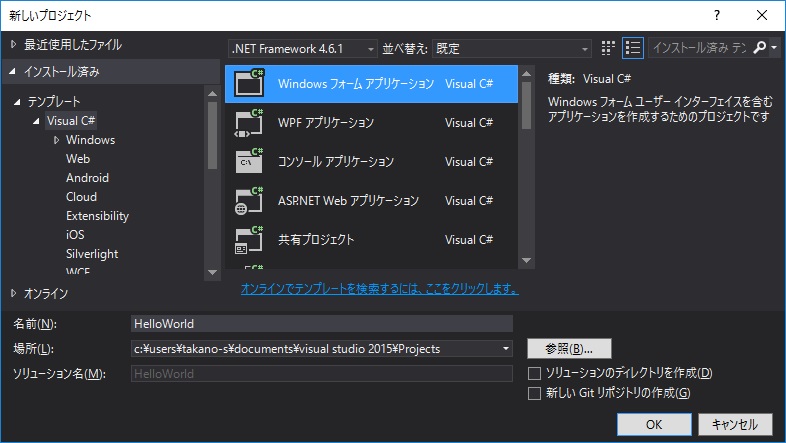 新しいプロジェクト
?
最近使用したファイル
.NET Framework 4.6.1
並べ替え: 既定
インストール済み テン
インストール済み
テンプレート
Visual C#
Windows
Web
Android
Cloud
Extensibility
iOS
Silverlight
WCF
オンライン
C# Windows フォーム アプリケーション Visual C#
C# WPF アプリケーション Visual C#
C# C:\ コンソール アプリケーション Visual C#
C# ASP.NET Web アプリケーション Visual C#
C# 共有プロジェクト Visual C#
C#
オンラインでテンプレートを検索するには、ここをクリックします。
種類: Visual C#
Windows フォーム ユーザー インターフェイスを含む
アプリケーションを作成するためのプロジェクトです
名前(N): HelloWorld
場所(L): c:¥users¥takano-s¥documents¥visual studio 2015¥Projects
参照(B)...
ソリューション名(M): HelloWorld
ソリューションのディレクトリを作成(D)
新しい Git リポジトリの作成(G)
OK
キャンセル